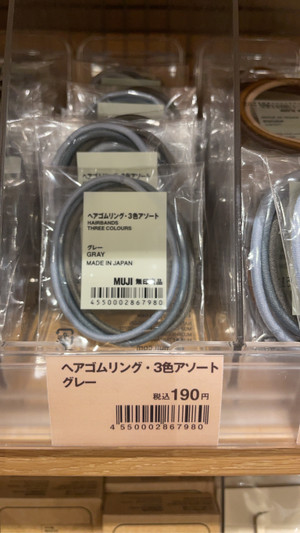 ヘアゴムリング・3色アソート
HAIRBANDS
THREE COLOURS
グレー
GRAY
MADE IN JAPAN
MUJI 無印良品
4550002867980
ヘアゴムリング・3色アソート
グレー
税込190円
4550002867980